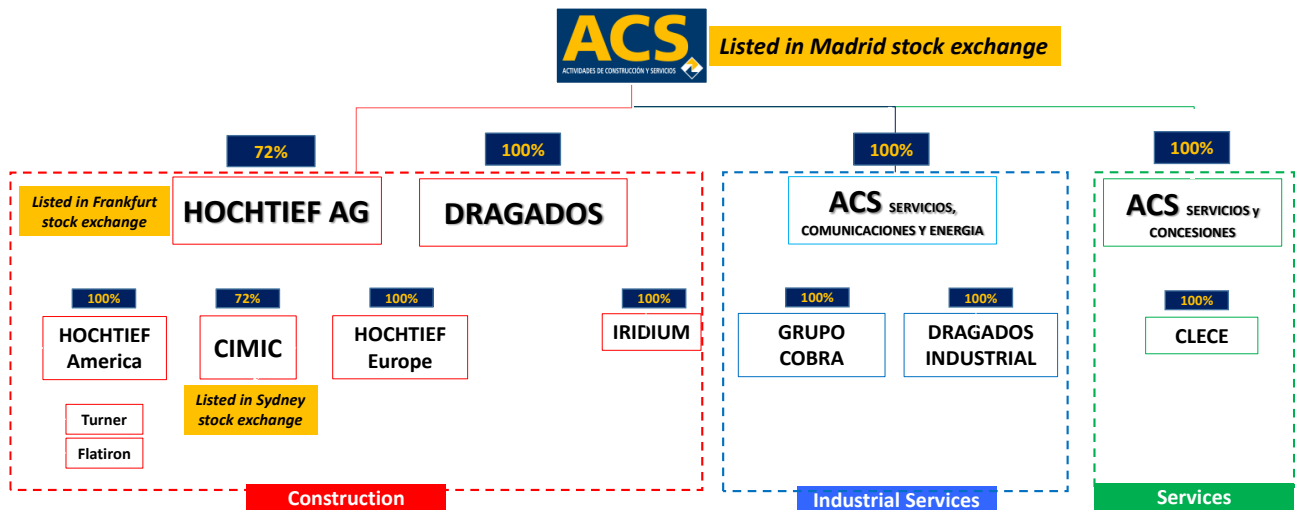 ACS
ACTIVIDADES DE CONSTRUCCIÓN Y SERVICIOS
Listed in Madrid stock exchange
72%
100%
100%
100%
Listed in Frankfurt
stock exchange
HOCHTIEF AG
DRAGADOS
ACS SERVICIOS,
COMUNICACIONES Y ENERGIA
ACS SERVICIOS y
CONCESIONES
100%
72%
100%
100%
100%
100%
100%
HOCHTIEF
America
CIMIC
HOCHTIEF
Europe
IRIDIUM
GRUPO
COBRA
DRAGADOS
INDUSTRIAL
CLECE
Listed in Sydney
stock exchange
Turner
Flatiron
Construction
Industrial Services
Services